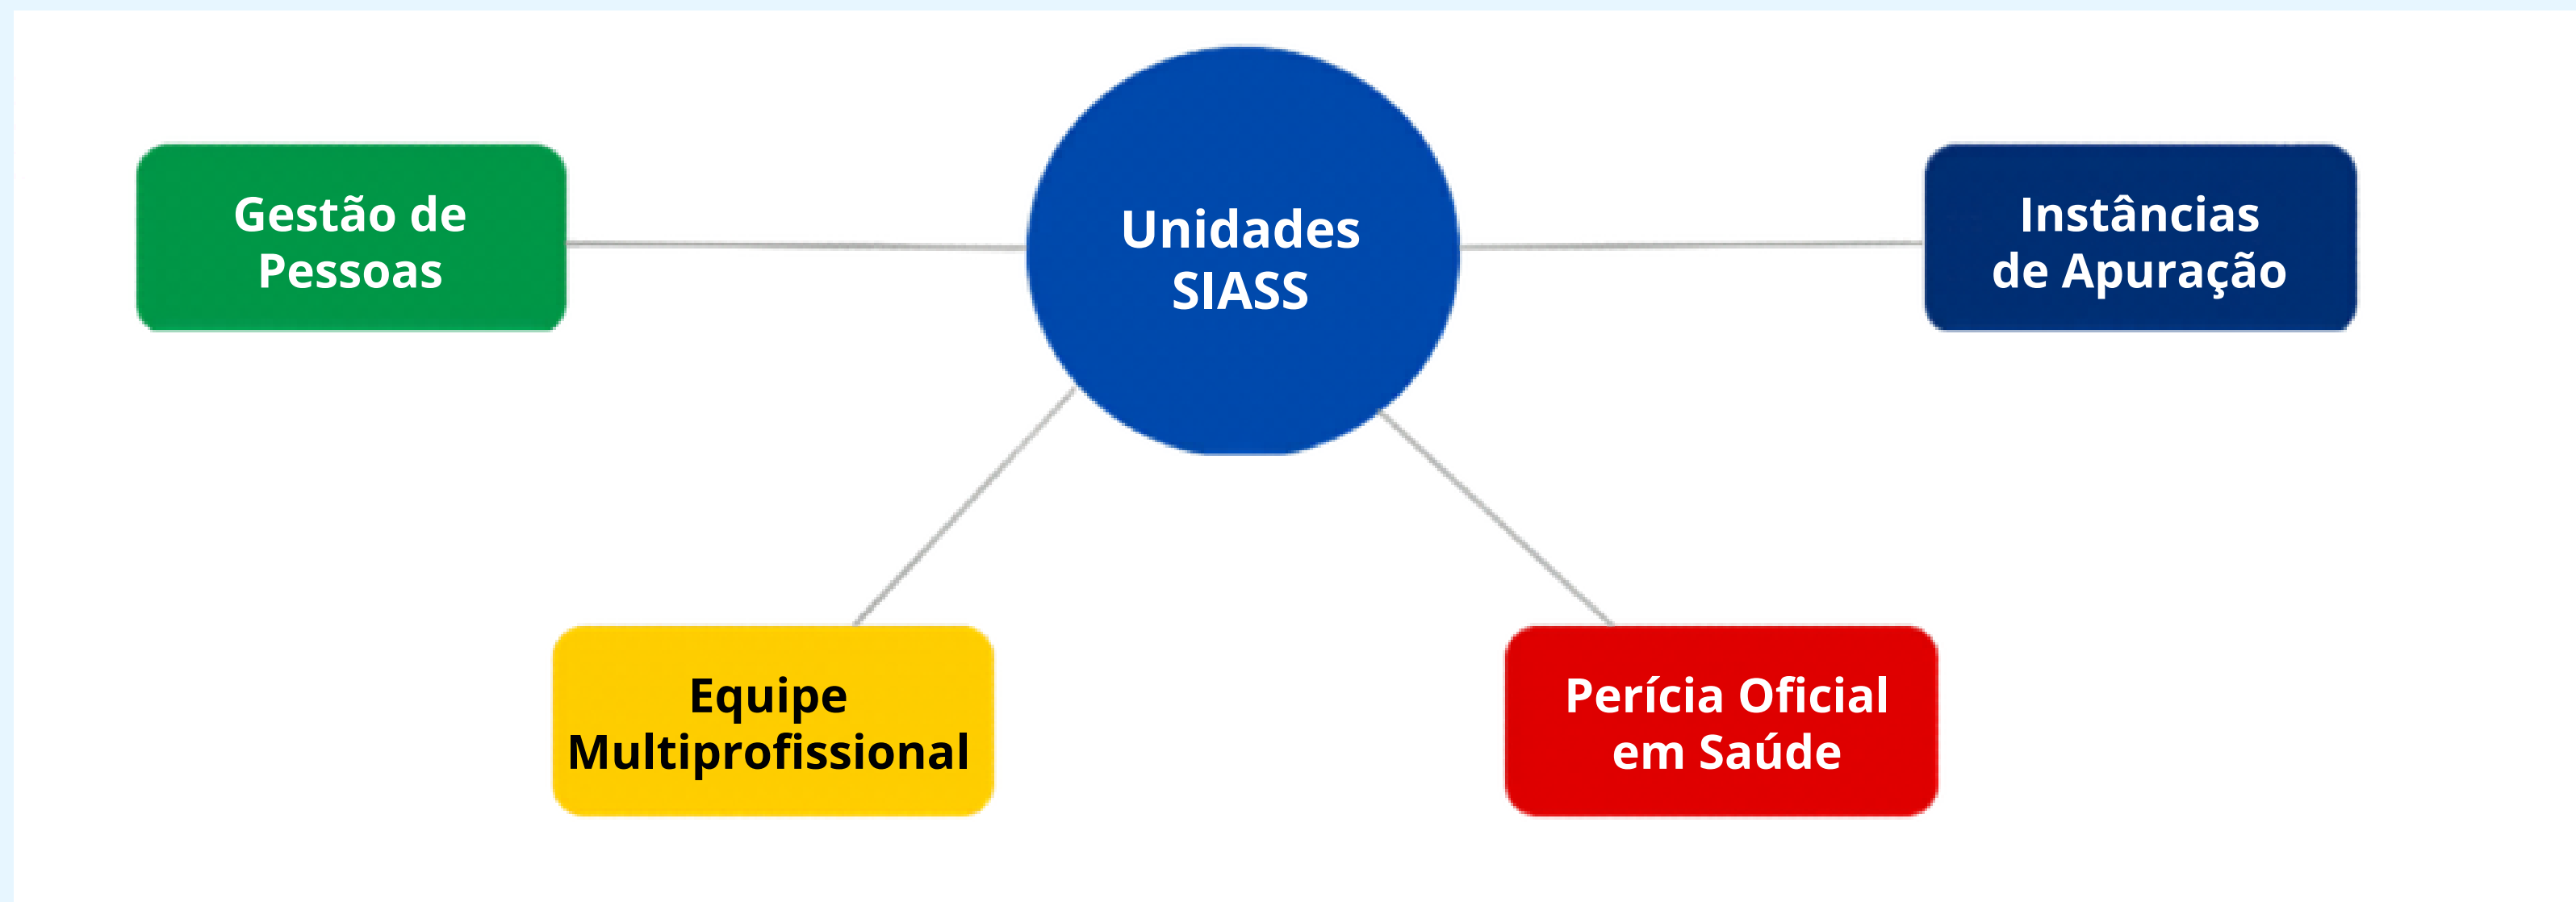 Unidades
SIASS
Gestão de
Pessoas
Instâncias
de Apuração
Equipe
Multiprofissional
Perícia Oficial
em Saúde